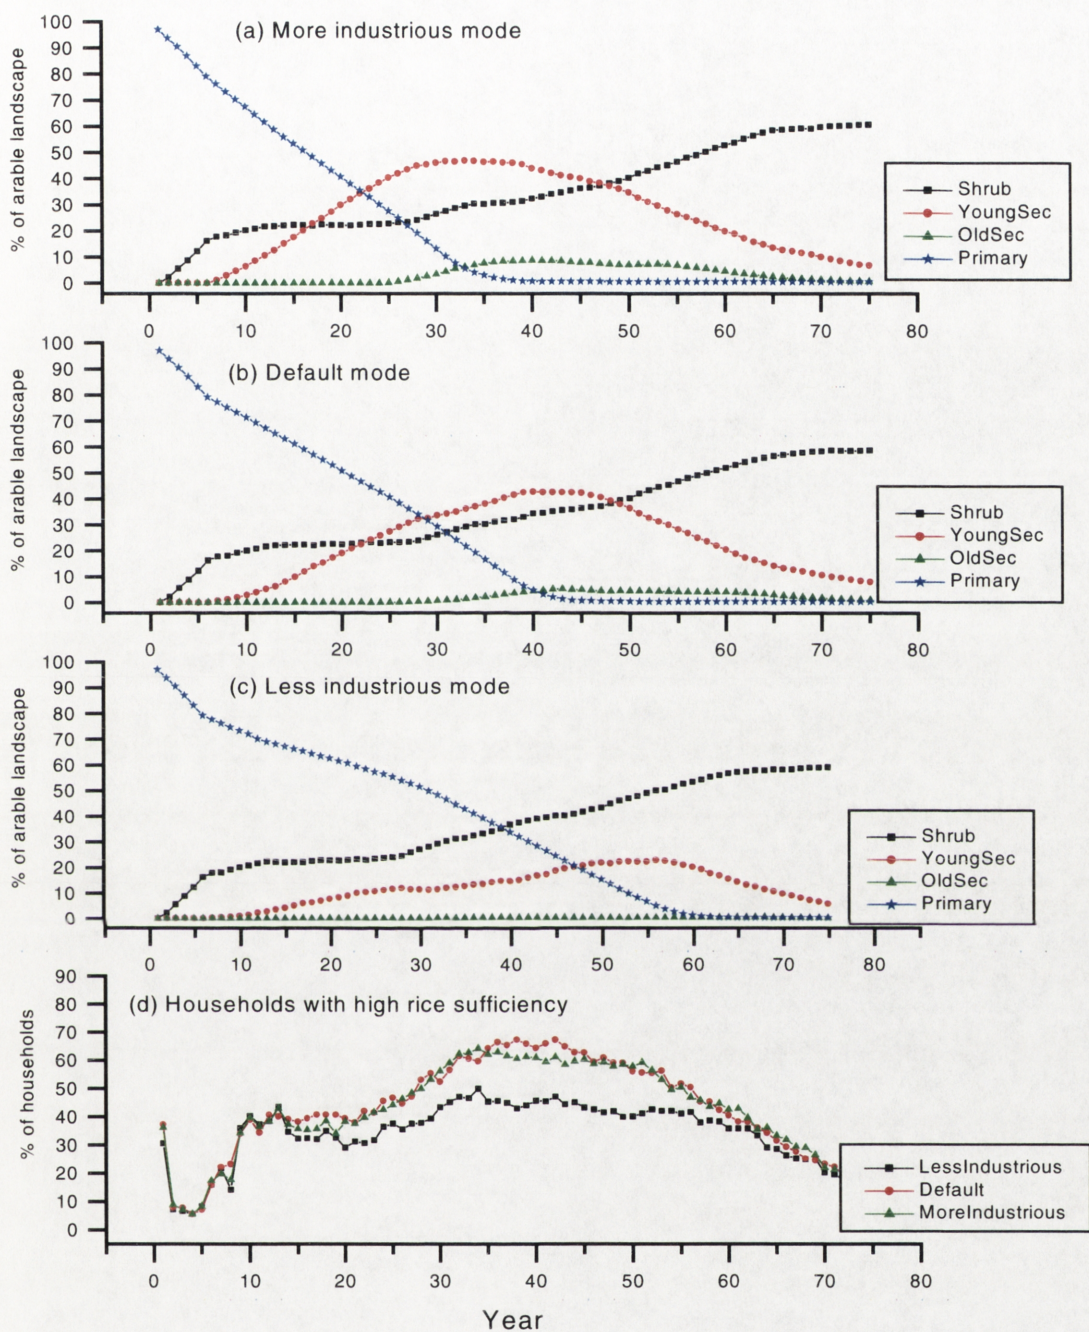 (a) More industrious mode
% of arable landscape
100
90
80
70
60
50
40
30
20
10
0
0 10 20 30 40 50 60 70 80
Shrub
YoungSec
OldSec
Primary
(b) Default mode
% of arable landscape
100
90
80
70
60
50
40
30
20
10
0
0 10 20 30 40 50 60 70 80
Shrub
YoungSec
OldSec
Primary
(c) Less industrious mode
% of arable landscape
100
90
80
70
60
50
40
30
20
10
0
0 10 20 30 40 50 60 70 80
Shrub
YoungSec
OldSec
Primary
(d) Households with high rice sufficiency
% of households
90
80
70
60
50
40
30
20
10
0
0 10 20 30 40 50 60 70 80
LessIndustrious
Default
MoreIndustrious
Year